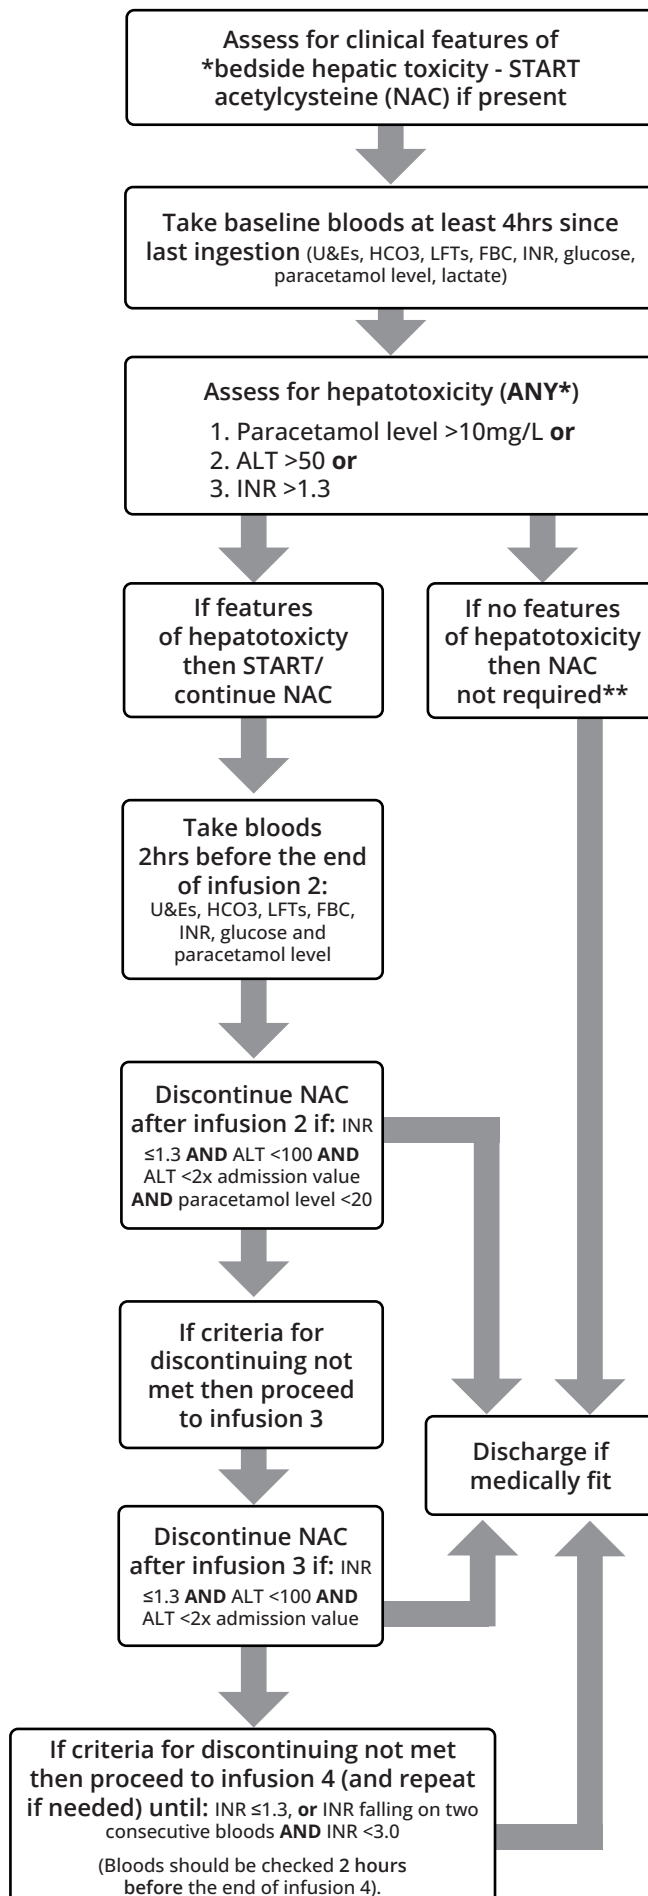 Assess for clinical features of
*bedside hepatic toxicity - START
acetylcysteine (NAC) if present
Take baseline bloods at least 4hrs since
last ingestion (U&Es, HCO3, LFTs, FBC, INR, glucose,
paracetamol level, lactate)
Assess for hepatotoxicity (ANY*)
1. Paracetamol level >10mg/L or
2. ALT >50 or
3. INR >1.3
If features
of hepatotoxicty
then START/
continue NAC
If no features
of hepatotoxicity
then NAC
not required**
Take bloods
2hrs before the end
of infusion 2:
U&Es, HCO3, LFTs, FBC,
INR, glucose and
paracetamol level
Discontinue NAC
after infusion 2 if: INR
≤1.3 AND ALT <100 AND
ALT <2x admission value
AND paracetamol level <20
If criteria for
discontinuing not
met then proceed
to infusion 3
Discharge if
medically fit
Discontinue NAC
after infusion 3 if: INR
≤1.3 AND ALT <100 AND
ALT <2x admission value
If criteria for discontinuing not met
then proceed to infusion 4 (and repeat
if needed) until: INR ≤1.3, or INR falling on two
consecutive bloods AND INR <3.0
(Bloods should be checked 2 hours
before the end of infusion 4).